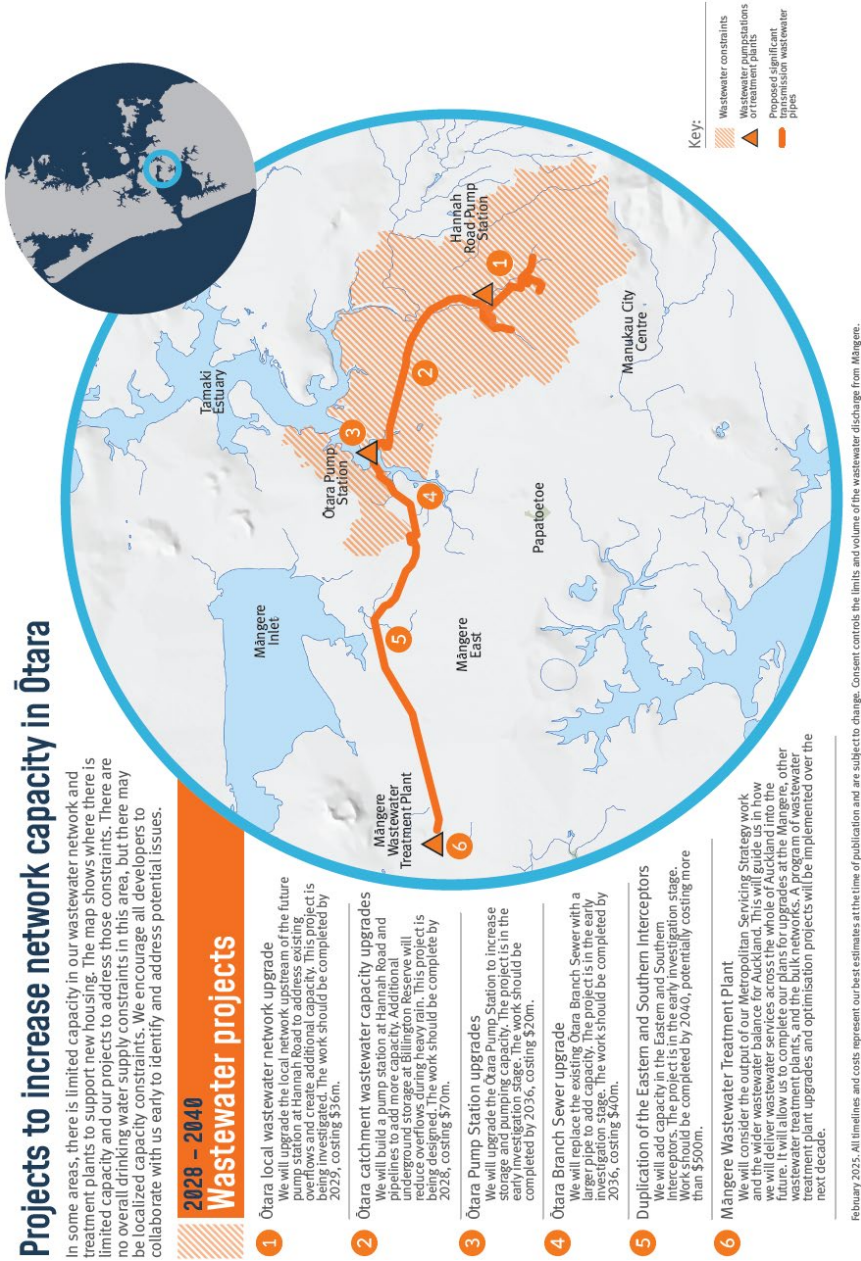 Projects to increase network capacity in Ōtara
In some areas, there is limited capacity in our wastewater network and
treatment plants to support new housing. The map shows where there is
limited capacity and our projects to address those constraints. There are
no overall drinking water supply constraints in this area, but there may
be localized capacity constraints. We encourage all developers to
collaborate with us early to identify and address potential issues.
2028 – 2040
Wastewater projects
1
Ōtara local wastewater network upgrade
We will upgrade the local network upstream of the future
pump station at Hannah Road to address existing
overflows and create additional capacity. This project is
being investigated. The work should be completed by
2029, costing $36m.
2
Ōtara catchment wastewater capacity upgrades
We will build a pump station at Hannah Road and
pipelines to add more capacity. Additional
underground storage at Billington Reserve will
reduce overflows during heavy rain. This project is
being designed. The work should be complete by
2028, costing $70m.
3
Ōtara Pump Station upgrades
We will upgrade the Ōtara Pump Station to increase
storage and pumping capacity. The project is in the
early investigation stage. The work should be
completed by 2036, costing $20m.
4
Ōtara Branch Sewer upgrade
We will replace the existing Ōtara Branch Sewer with a
larger pipe to add capacity. The project is in the early
investigation stage. The work should be completed by
2036, costing $40m.
5
Duplication of the Eastern and Southern Interceptors
We will add capacity in the Eastern and Southern
Interceptors. The project is in the early investigation stage.
Work should be completed by 2040, potentially costing more
than $500m.
6
Māngere Wastewater Treatment Plant
We will consider the output of our Metropolitan Servicing Strategy work
and the wider wastewater balance for Auckland. This will guide us in how
we will deliver wastewater services across the whole of Auckland into the
future. It will allow us to complete our plans for upgrades at the Māngere, other
wastewater treatment plants, and the bulk networks. A program of wastewater
treatment plant upgrades and optimisation projects will be implemented over the
next decade.
Tamaki
Estuary
Māngere
Inlet
Ōtara Pump
Station
3
Hannah
Road Pump
Station
1
2
4
5
Māngere
Wastewater
Treatment Plant
6
Māngere
East
Papatoetoe
Manukau City
Centre
Key:
Wastewater constraints
Wastewater pumpstations
or treatment plants
Proposed significant
transmission wastewater
pipes
February 2025. All timelines and costs represent our best estimates at the time of publication and are subject to change. Consent controls the limits and volume of the wastewater discharge from Māngere.